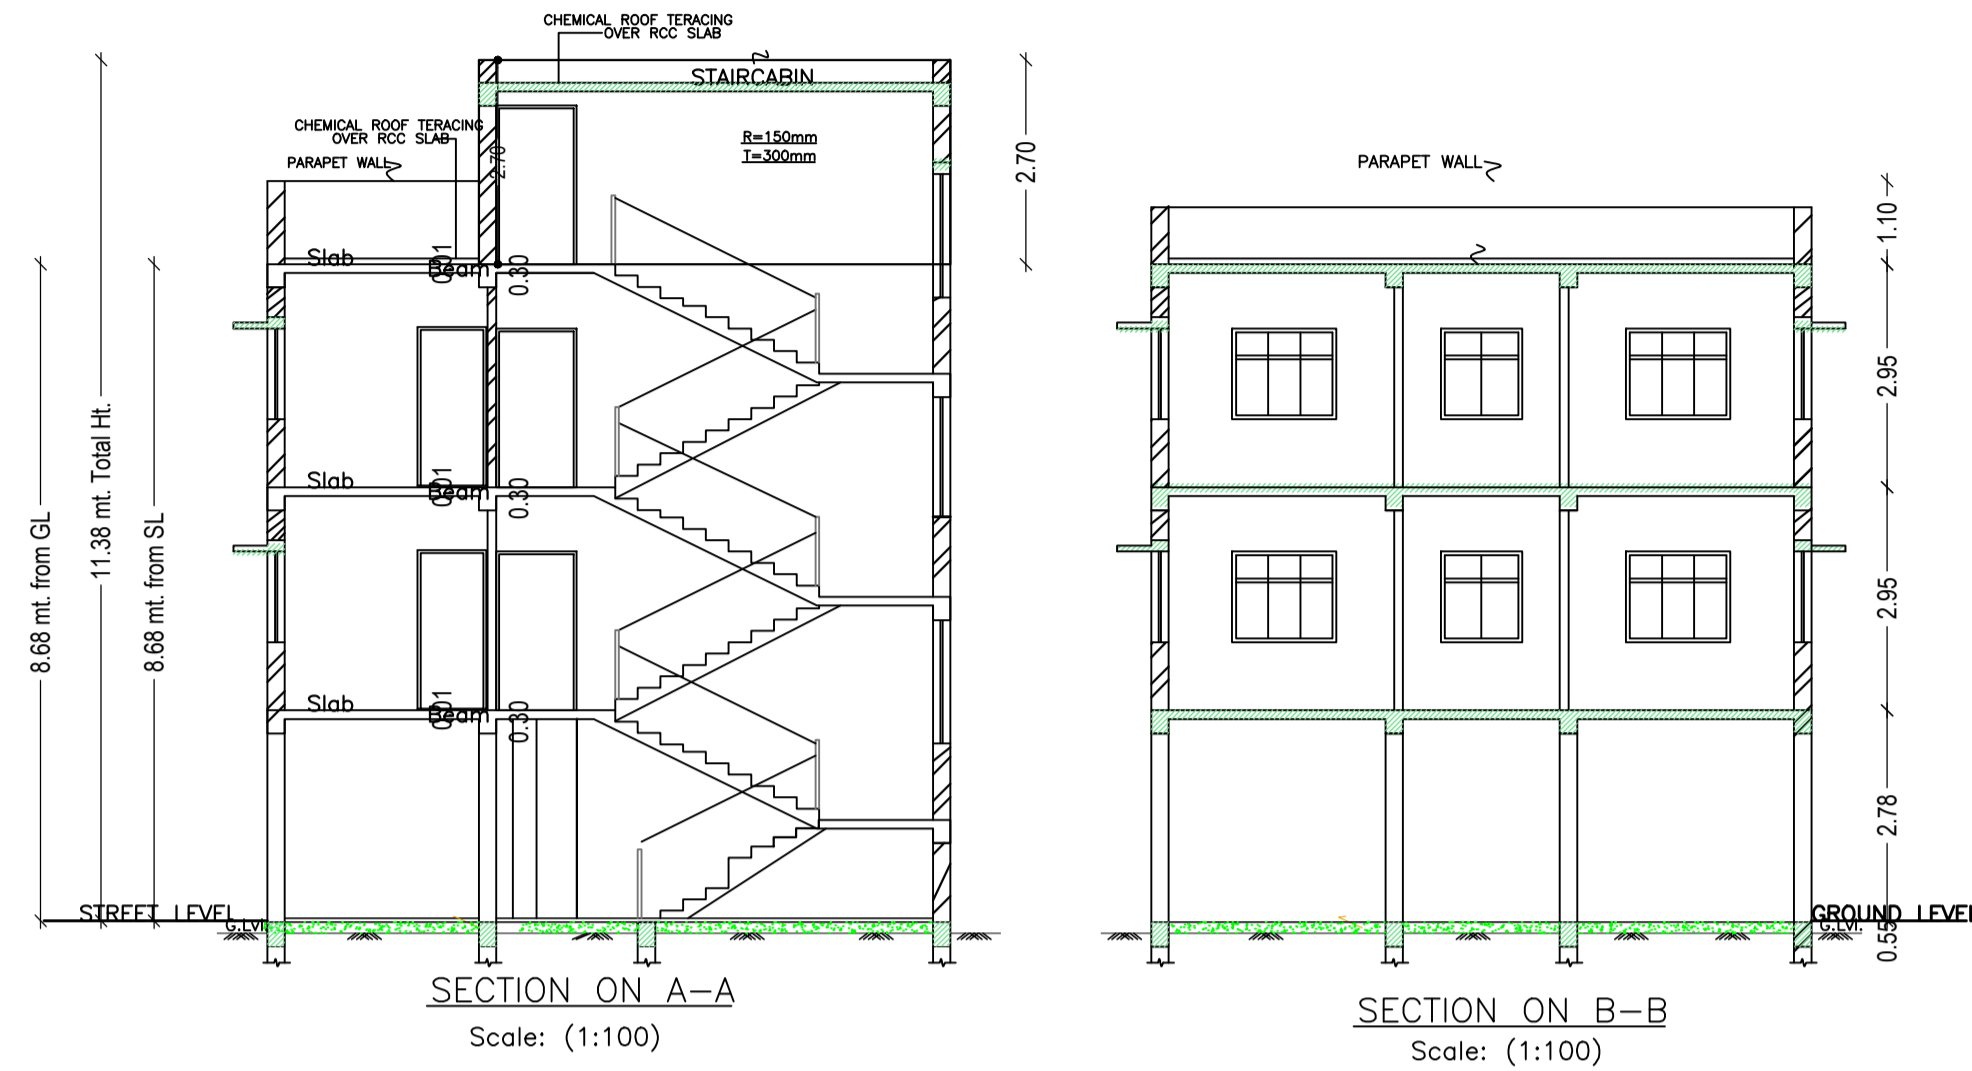 CHEMICAL ROOF TERACING
OVER RCC SLAB
STAIRCABIN
CHEMICAL ROOF TERACING
OVER RCC SLAB
PARAPET WALL
R=150mm
T=300mm
2.70
2.70
Slab
Beam
0.30
11.38 mt. Total Ht.
8.68 mt. from GL
8.68 mt. from SL
Slab
Beam
0.30
Slab
Beam
0.30
STREET LEVEL
G.Lvl.
SECTION ON A-A
Scale: (1:100)
PARAPET WALL
1.10
2.95
2.95
2.78
0.55
GROUND LEVEL
G.Lvl.
SECTION ON B-B
Scale: (1:100)